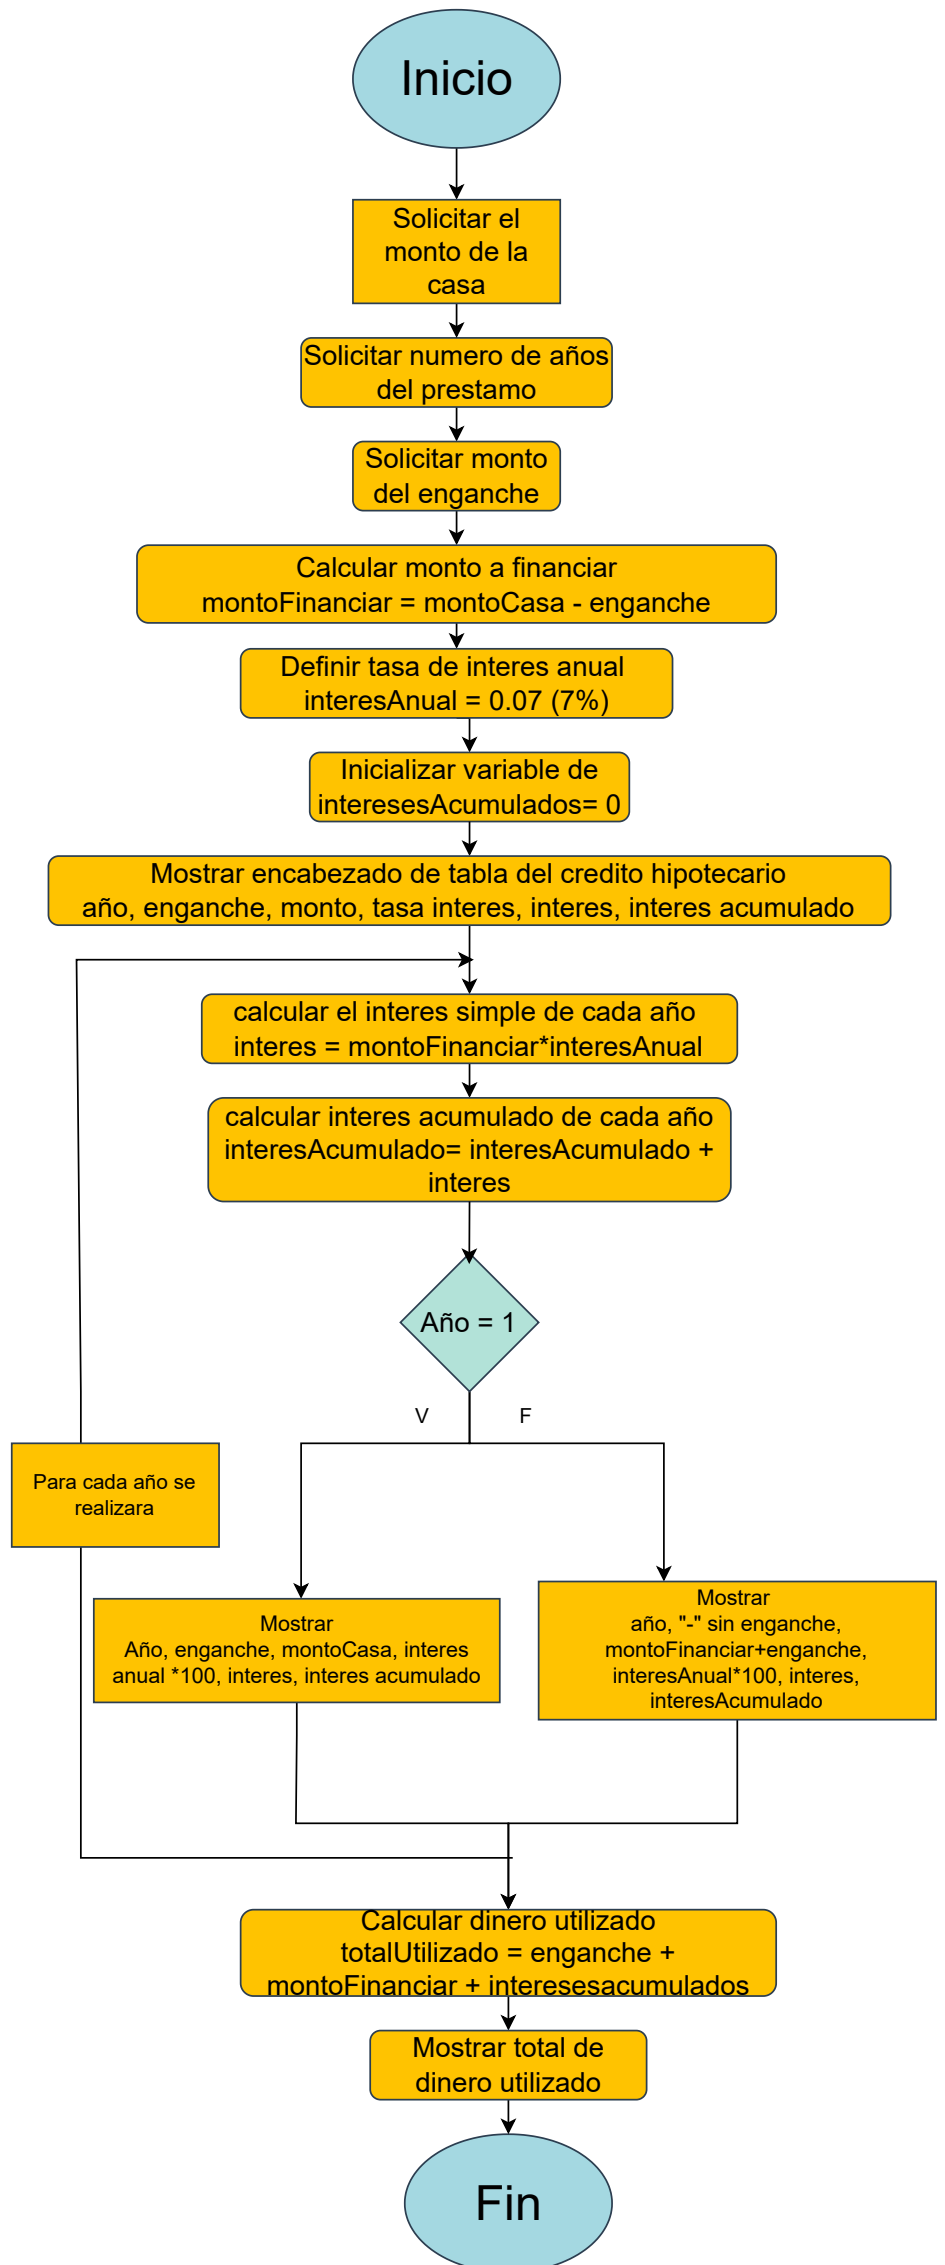 Inicio
Solicitar el
monto de la
casa
Solicitar numero de años
del prestamo
Solicitar monto
del enganche
Calcular monto a financiar
montoFinanciar = montoCasa - enganche
Definir tasa de interes anual
interesAnual = 0.07 (7%)
Inicializar variable de
interesesAcumulados= 0
Mostrar encabezado de tabla del credito hipotecario
año, enganche, monto, tasa interes, interes, interes acumulado
calcular el interes simple de cada año
interes = montoFinanciar*interesAnual
calcular interes acumulado de cada año
interesAcumulado= interesAcumulado +
interes
Año = 1
V
F
Para cada año se
realizara
Mostrar
Año, enganche, montoCasa, interes
anual *100, interes, interes acumulado
Mostrar
año, "-" sin enganche,
montoFinanciar+enganche,
interesAnual*100, interes,
interesAcumulado
Calcular dinero utilizado
totalUtilizado = enganche +
montoFinanciar + interesesacumulados
Mostrar total de
dinero utilizado
Fin